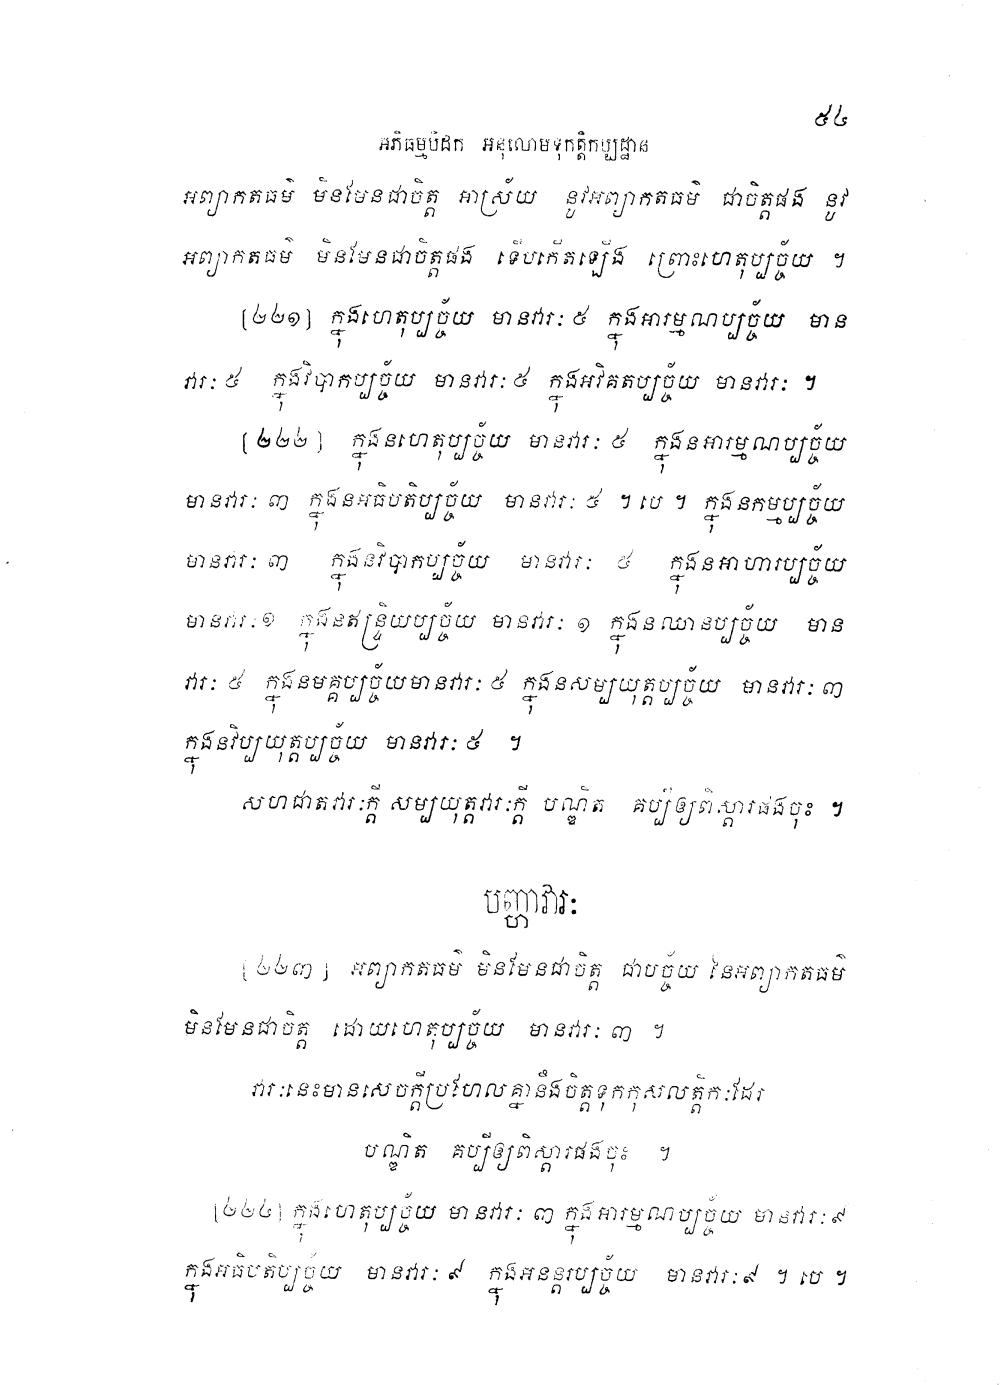 ៥៤
អភិធម្មបិដក អនុលោមទុកត្តិកប្បដ្ឋាន
អព្យាកតធម៌ មិនមែនជាចិត្ត អាស្រ័យ នូវអព្យាកតធម៌ ជាចិត្តផង នូវ
អព្យាកតធម៌ មិនមែនជាចិត្តផង ទើបកើតឡើង ព្រោះហេតុប្បច្ច័យ ។
[២២១] ក្នុងហេតុប្បច្ច័យ មានវារៈ ៥ ក្នុងអារម្មណប្បច្ច័យ មាន
វារៈ ៥ ក្នុងវិបាកប្បច្ច័យ មានវារៈ ៥ ក្នុងអវិគតប្បច្ច័យ មានវារៈ ។
[២២២] ក្នុងនហេតុប្បច្ច័យ មានវារៈ ៥ ក្នុងនអារម្មណប្បច្ច័យ
មានវារៈ ៣ ក្នុងនអធិបតិប្បច្ច័យ មានវារៈ ៥ ។ បេ ។ ក្នុងនកម្មប្បច្ច័យ
មានវារៈ ៣ ក្នុងនវិបាកប្បច្ច័យ មានវារៈ ៥ ក្នុងនអាហារប្បច្ច័យ
មានវារៈ ១ ក្នុងនឥន្ទ្រិយប្បច្ច័យ មានវារៈ ១ ក្នុងនឈានប្បច្ច័យ មាន
វារៈ ៥ ក្នុងនមគ្គប្បច្ច័យមានវារៈ ៥ ក្នុងនសម្បយុត្តប្បច្ច័យ មានវារៈ ៣
ក្នុងនវិប្បយុត្តប្បច្ច័យ មានវារៈ ៥ ។
សហជាតវារៈក្ដី សម្បយុត្តវារៈក្ដី បណ្ឌិត គប្បីឲ្យពិស្ដារផងចុះ ។
បញ្ហាវារៈ
[២២៣] អព្យាកតធម៌ មិនមែនជាចិត្ត ជាបច្ច័យ នៃអព្យាកតធម៌
មិនមែនជាចិត្ត ដោយហេតុប្បច្ច័យ មានវារៈ ៣ ។
វារៈនេះមានសេចក្ដីប្រហែលគ្នានឹងចិត្តទុកកុសលត្តិកៈដែរ
បណ្ឌិត គប្បីឲ្យពិស្ដារផងចុះ ។
[២២៤] ក្នុងហេតុប្បច្ច័យ មានវារៈ ៣ ក្នុងអារម្មណប្បច្ច័យ មានវារៈ ៩
ក្នុងអធិបតិប្បច្ច័យ មានវារៈ ៩ ក្នុងអនន្តរប្បច្ច័យ មានវារៈ ៩ ។ បេ ។